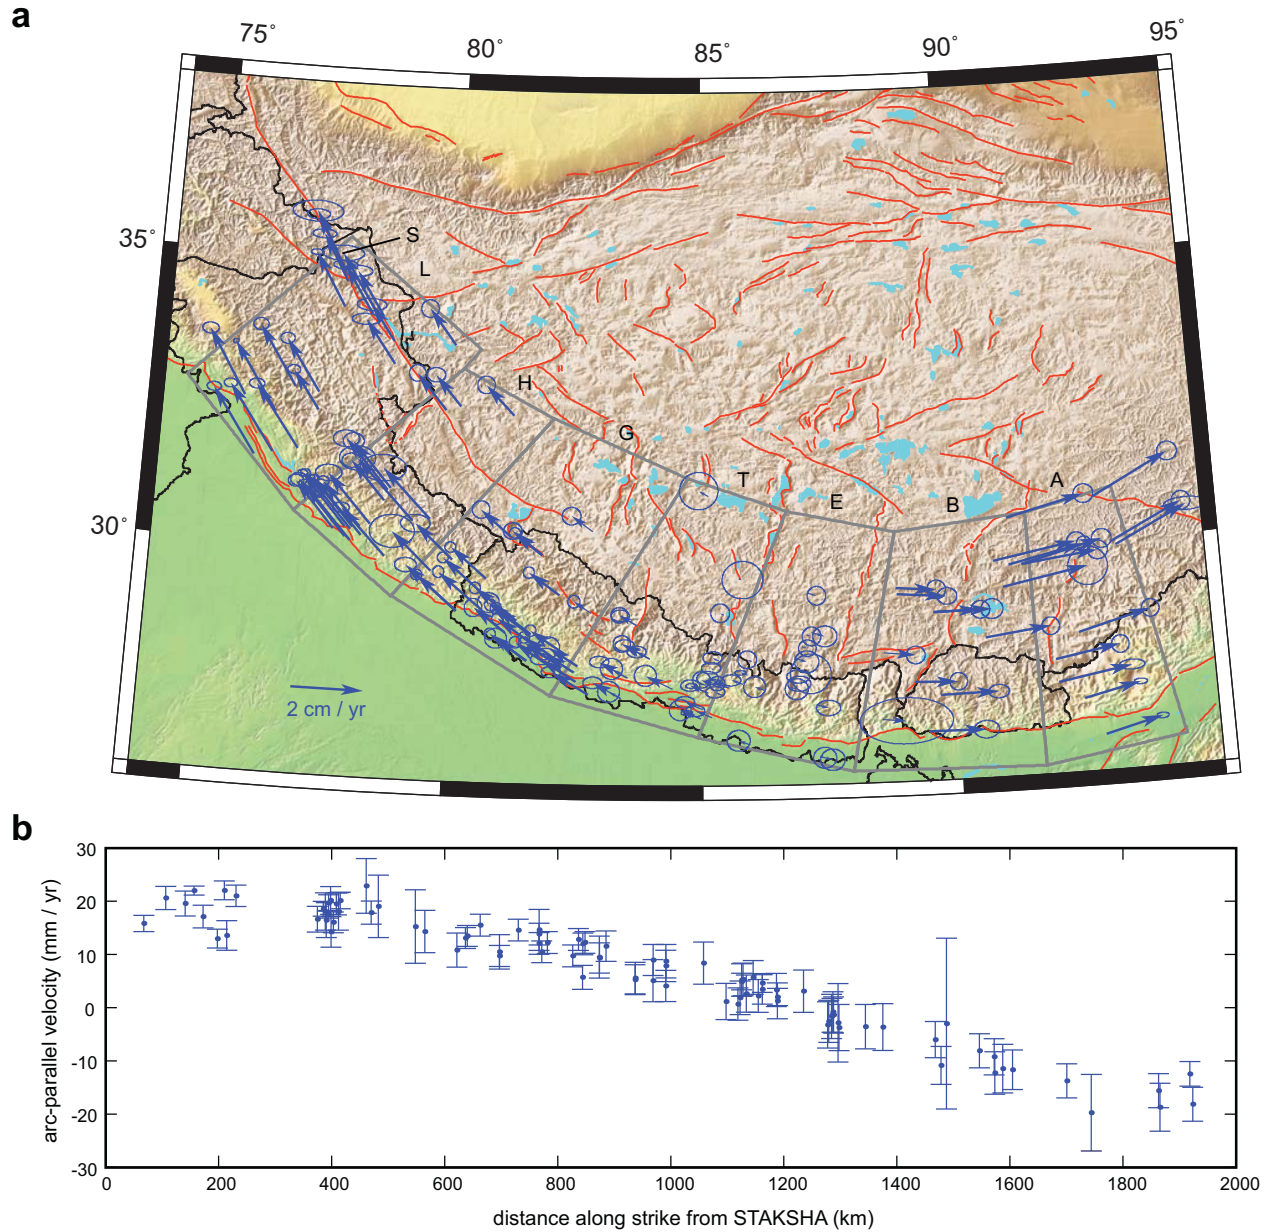 a
75°
80°
85°
90°
95°
35°
30°
S
L
H
G
T
E
B
A
2 cm / yr
b
arc-parallel velocity (mm / yr)
30
20
10
0
-10
-20
-30
0 200 400 600 800 1000 1200 1400 1600 1800 2000
distance along strike from STAKSHA (km)